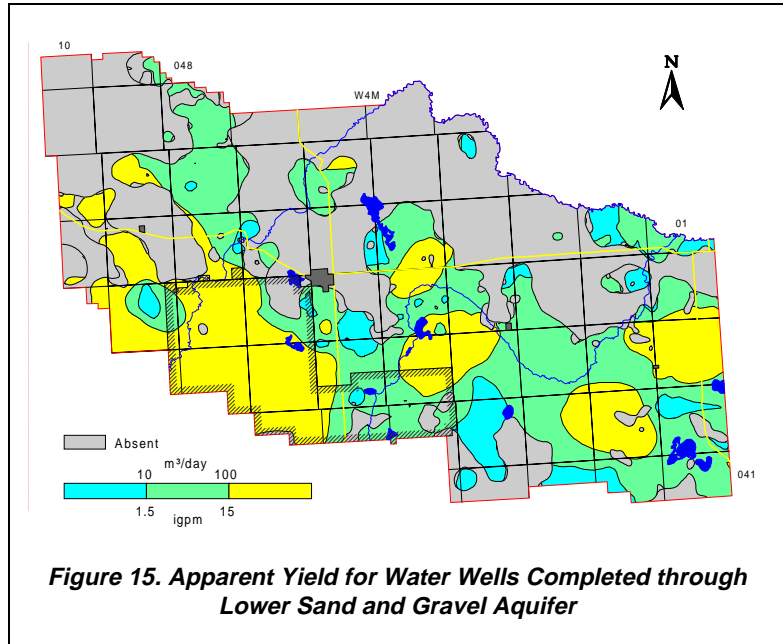 10
048
W4M
N
01
Absent
m³/day
10 100
1.5 15
igpm
041
Figure 15. Apparent Yield for Water Wells Completed through
Lower Sand and Gravel Aquifer